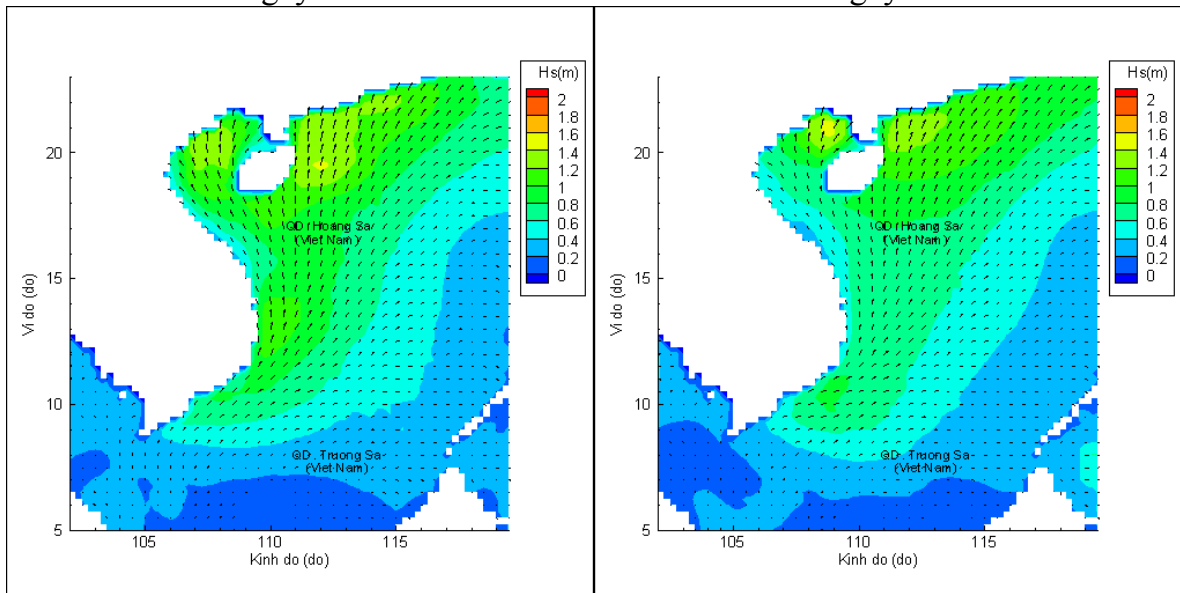 Hs(m)
2
1.8
1.6
1.4
1.2
1
0.8
0.6
0.4
0.2
0
20
15
10
5
Vi do (do)
QD. Hoang Sa
(Viet Nam)
QD. Truong Sa
(Viet Nam)
105
110
115
Kinh do (do)
Hs(m)
2
1.8
1.6
1.4
1.2
1
0.8
0.6
0.4
0.2
0
20
15
10
5
Vi do (do)
QD. Hoang Sa
(Viet Nam)
QD. Truong Sa
(Viet Nam)
105
110
115
Kinh do (do)